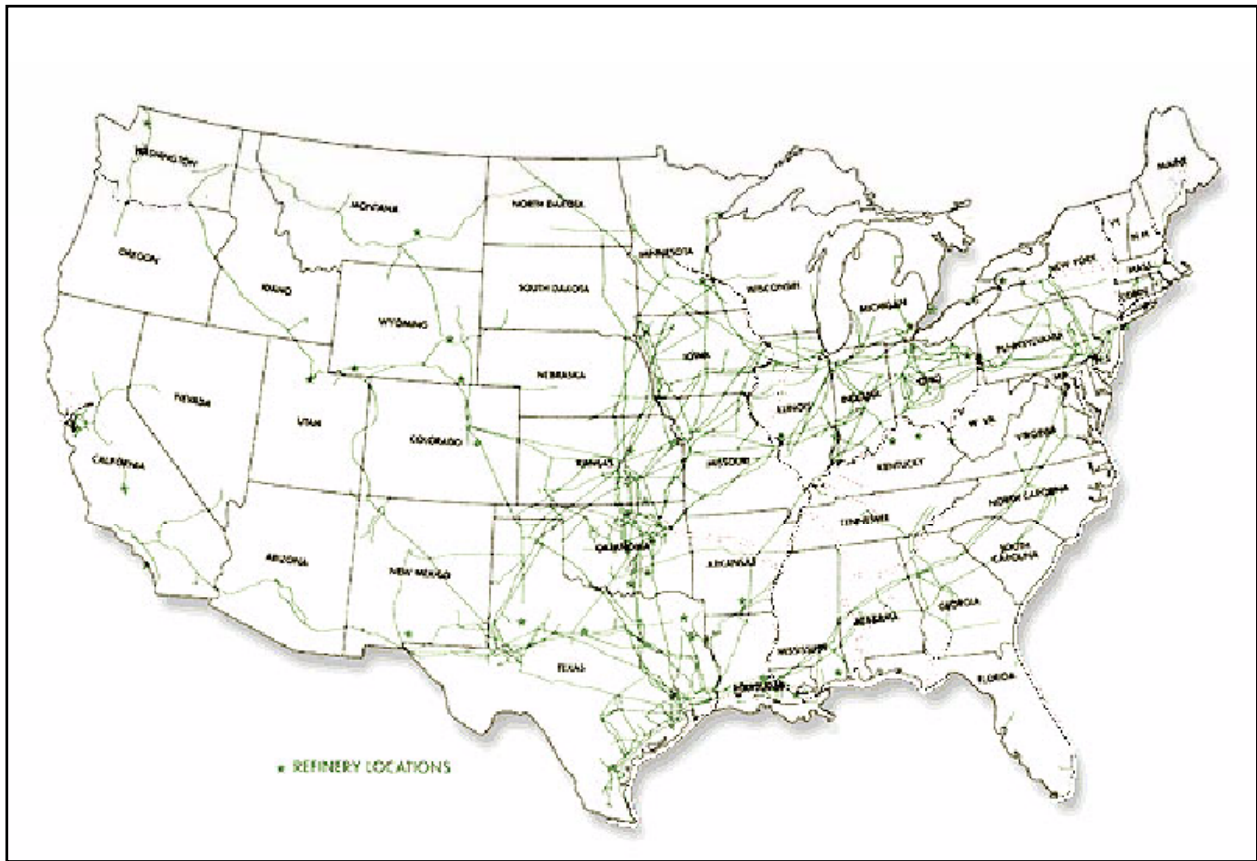 MAINE
WASHINGTON
MONTANA
NORTH DAKOTA
MINNESOTA
VT
N.H.
OREGON
IDAHO
SOUTH DAKOTA
WISCONSIN
MICHIGAN
NEW YORK
MASS
CONN
WYOMING
IOWA
PENNSYLVANIA
NEBRASKA
NEVADA
UTAH
COLORADO
ILLINOIS
INDIANA
OHIO
MD
W VA
VIRGINIA
CALIFORNIA
KANSAS
MISSOURI
KENTUCKY
NORTH CAROLINA
TENNESSEE
ARIZONA
NEW MEXICO
OKLAHOMA
ARKANSAS
SOUTH
CAROLINA
GEORGIA
ALABAMA
MISSISSIPPI
TEXAS
LOUISIANA
FLORIDA
REFINERY LOCATIONS